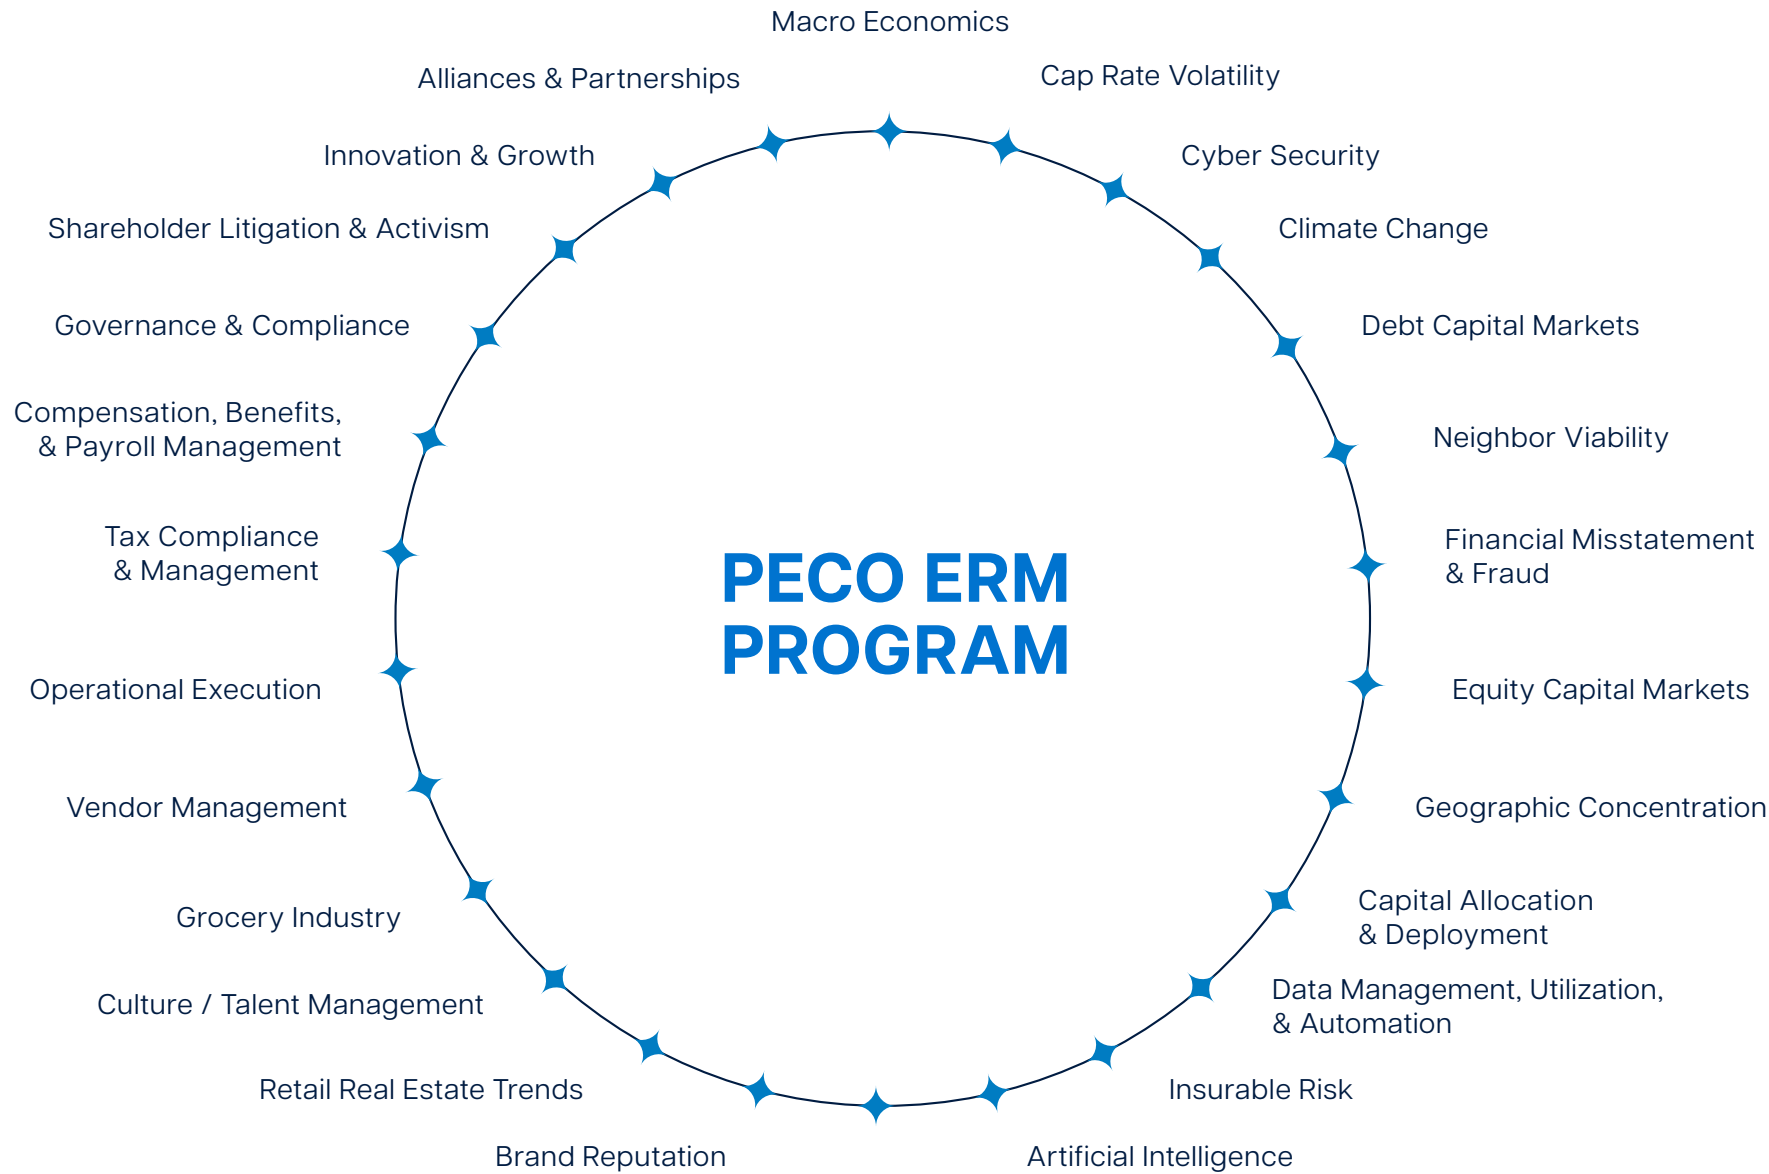 Macro Economics
Cap Rate Volatility
Cyber Security
Climate Change
Debt Capital Markets
Neighbor Viability
Financial Misstatement
& Fraud
Equity Capital Markets
Geographic Concentration
Capital Allocation
& Deployment
Data Management, Utilization,
& Automation
Insurable Risk
Artificial Intelligence
Brand Reputation
Retail Real Estate Trends
Culture / Talent Management
Grocery Industry
Vendor Management
Operational Execution
Tax Compliance
& Management
Compensation, Benefits,
& Payroll Management
Governance & Compliance
Shareholder Litigation & Activism
Innovation & Growth
Alliances & Partnerships
PECO ERM
PROGRAM